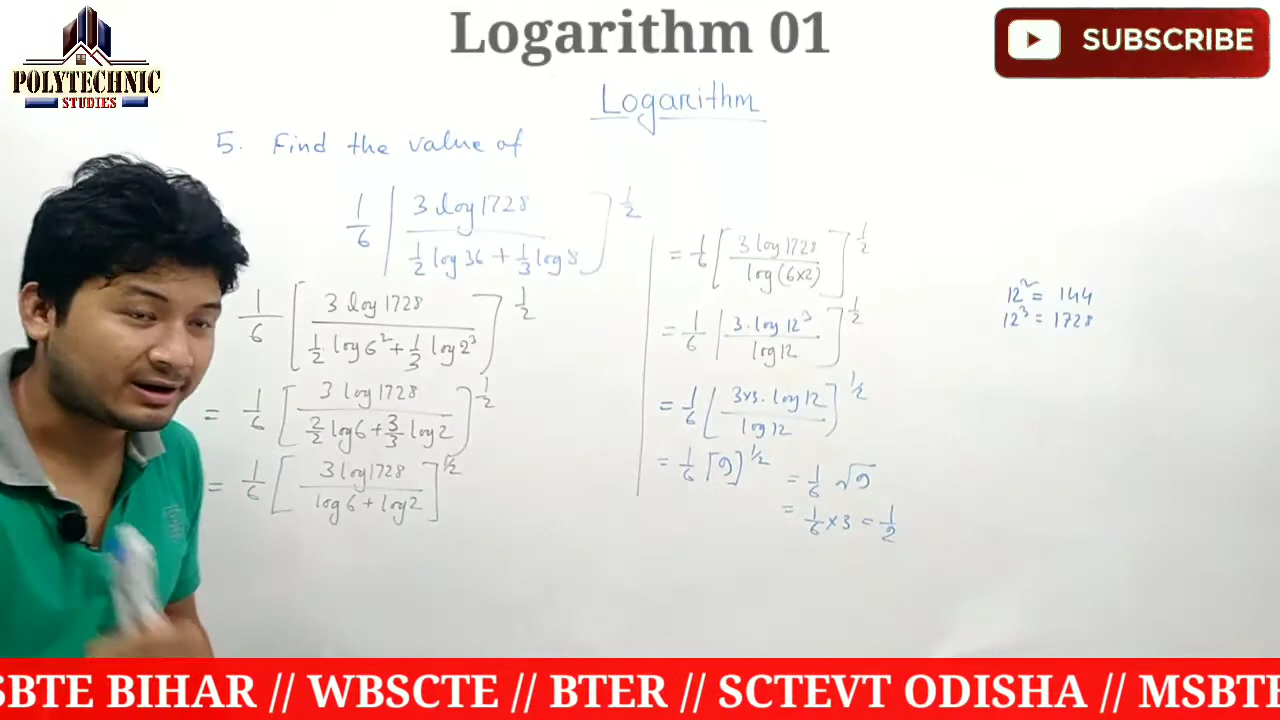 Logarithm 01
SUBSCRIBE
POLYTECHNIC
STUDIES
Logarithm
5. Find the value of
1/6 [3 log 1728 / (1/2 log 36 + 1/3 log 8)]^1/2
1/6 [3 log 1728 / (1/2 log 6² + 1/3 log 2³)]^1/2
= 1/6 [3 log 1728 / (2/2 log 6 + 3/3 log 2)]^1/2
= 1/6 [3 log 1728 / (log 6 + log 2)]^1/2
= 1/6 [3 log 1728 / log (6×2)]^1/2
= 1/6 [3. log 12³ / log 12]^1/2
= 1/6 [3×3. log 12 / log 12]^1/2
= 1/6 [9]^1/2
= 1/6 √9
= 1/6 × 3 = 1/2
12² = 144
12³ = 1728
SBTE BIHAR // WBSCTE // BTER // SCTEVT ODISHA // MSBTE